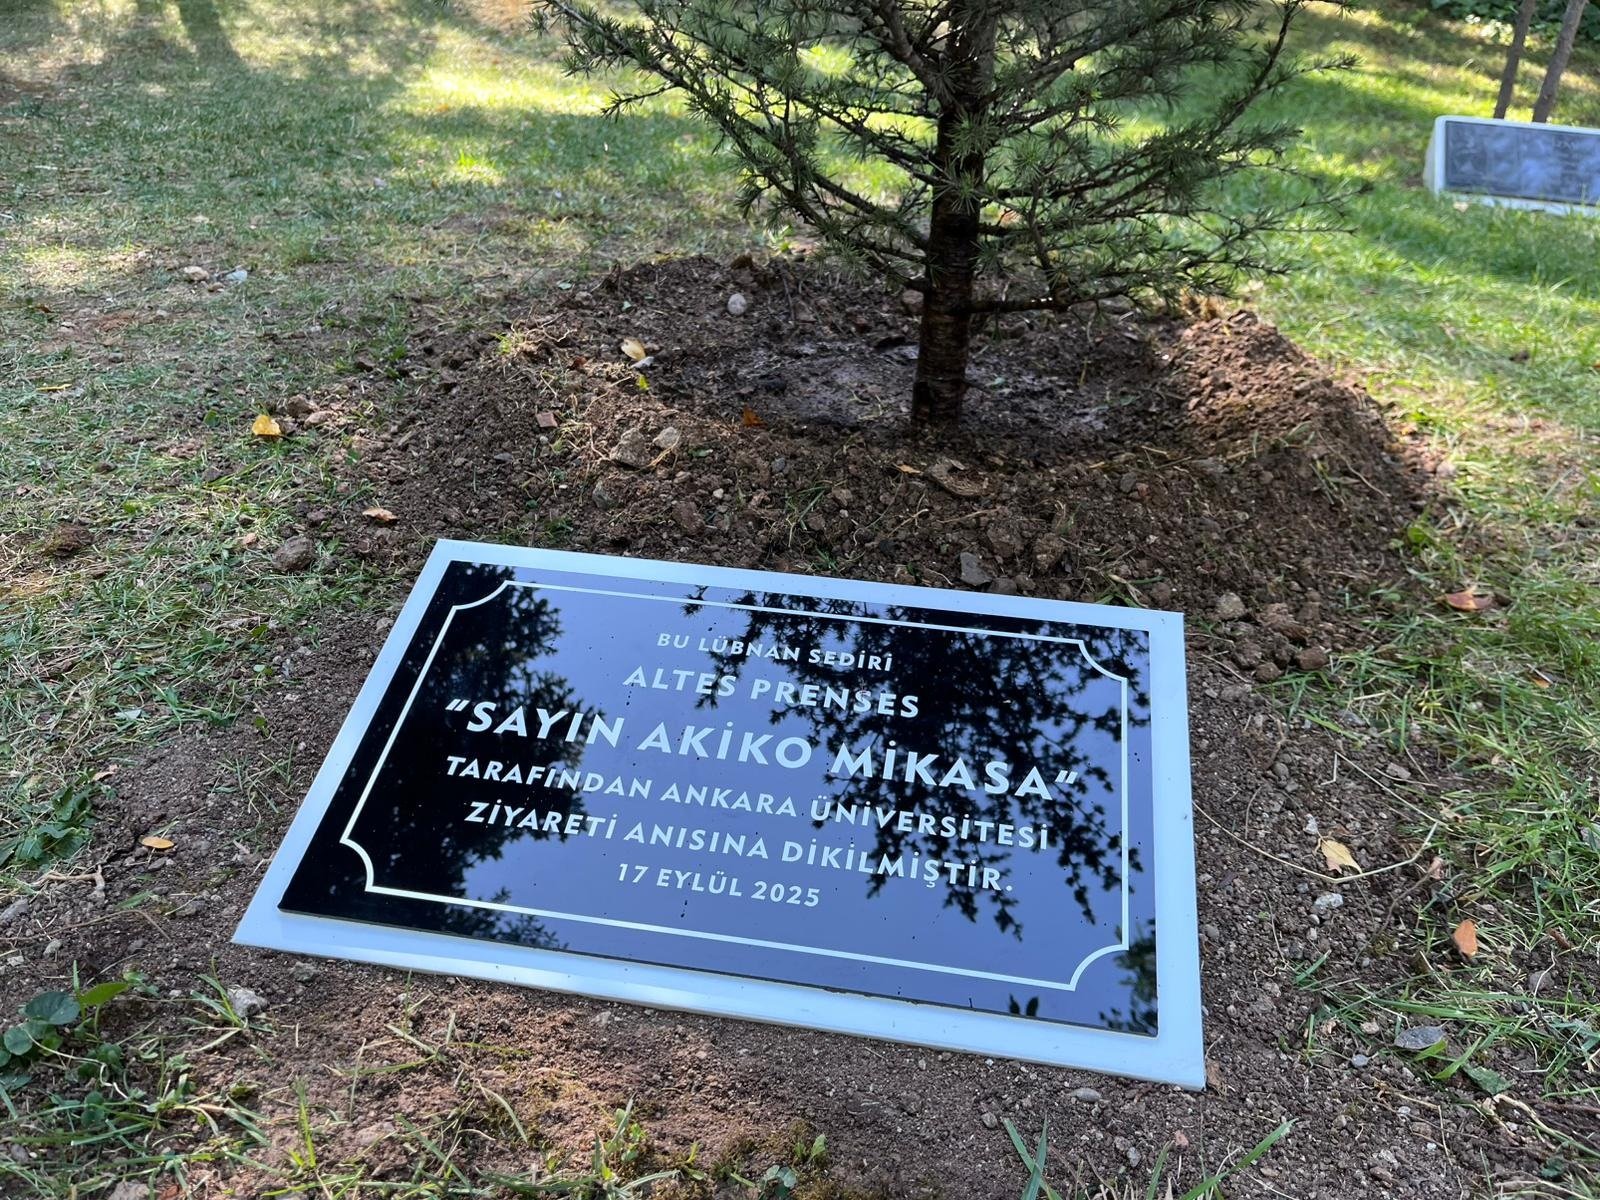 BU LÜBNAN SEDİRİ
ALTES PRENSES
"SAYIN AKİKO MİKASA"
TARAFINDAN ANKARA ÜNİVERSİTESİ
ZİYARETİ ANISINA DİKİLMİŞTİR.
17 EYLÜL 2025